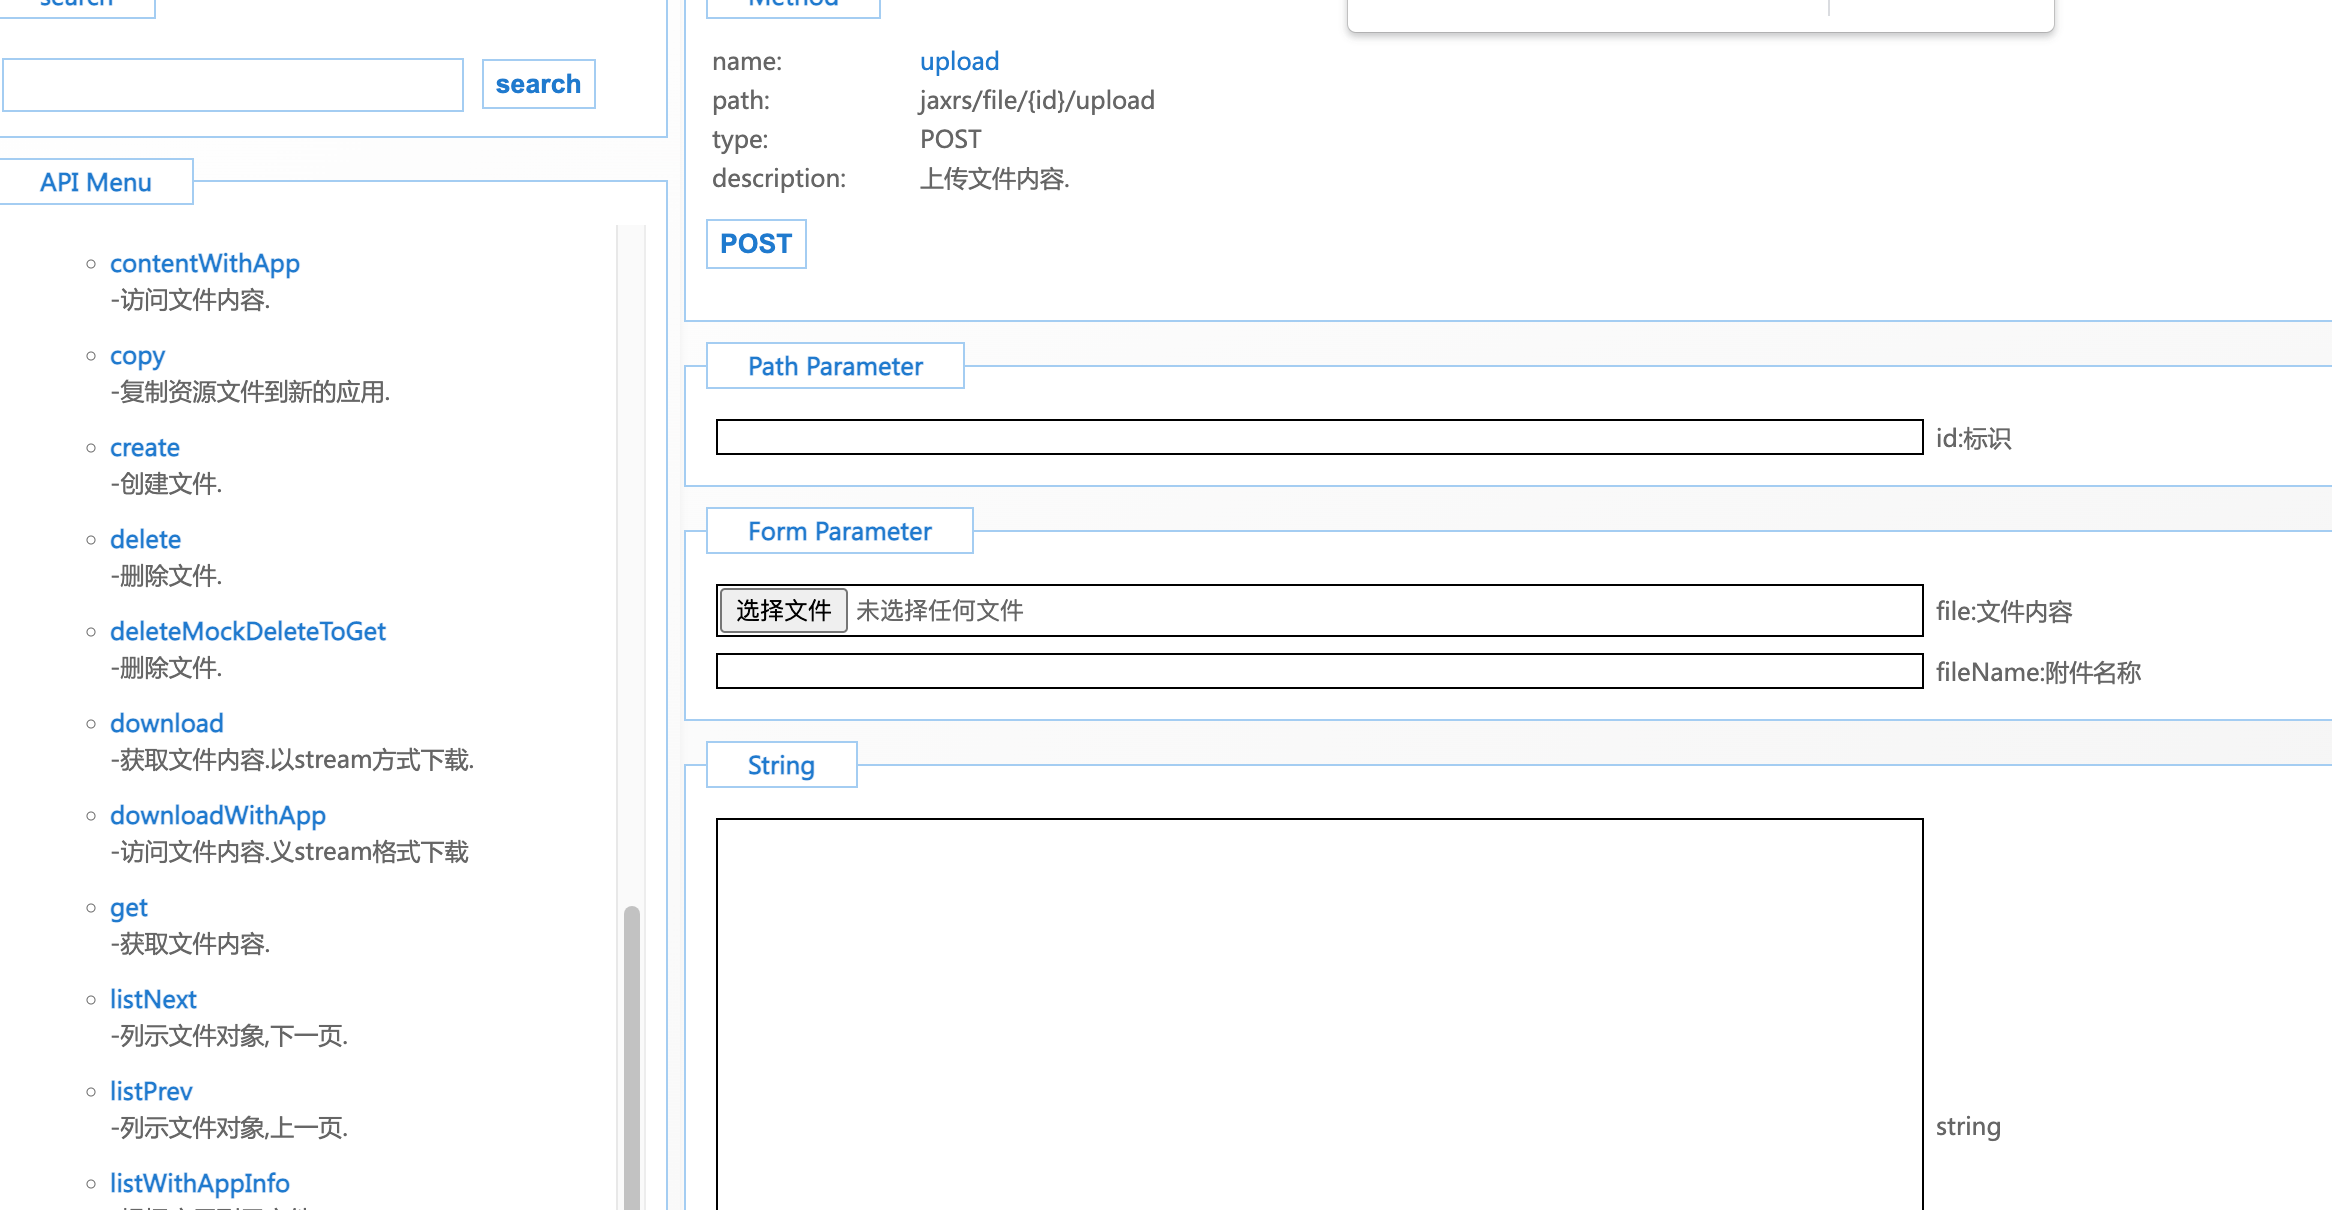 search
search
API Menu
contentWithApp
-访问文件内容.
copy
-复制资源文件到新的应用.
create
-创建文件.
delete
-删除文件.
deleteMockDeleteToGet
-删除文件.
download
-获取文件内容.以stream方式下载.
downloadWithApp
-访问文件内容.义stream格式下载
get
-获取文件内容.
listNext
-列示文件对象,下一页.
listPrev
-列示文件对象,上一页.
listWithAppInfo
Method
name: upload
path: jaxrs/file/{id}/upload
type: POST
description: 上传文件内容.
POST
Path Parameter
id:标识
Form Parameter
选择文件 未选择任何文件 file:文件内容
fileName:附件名称
String
string